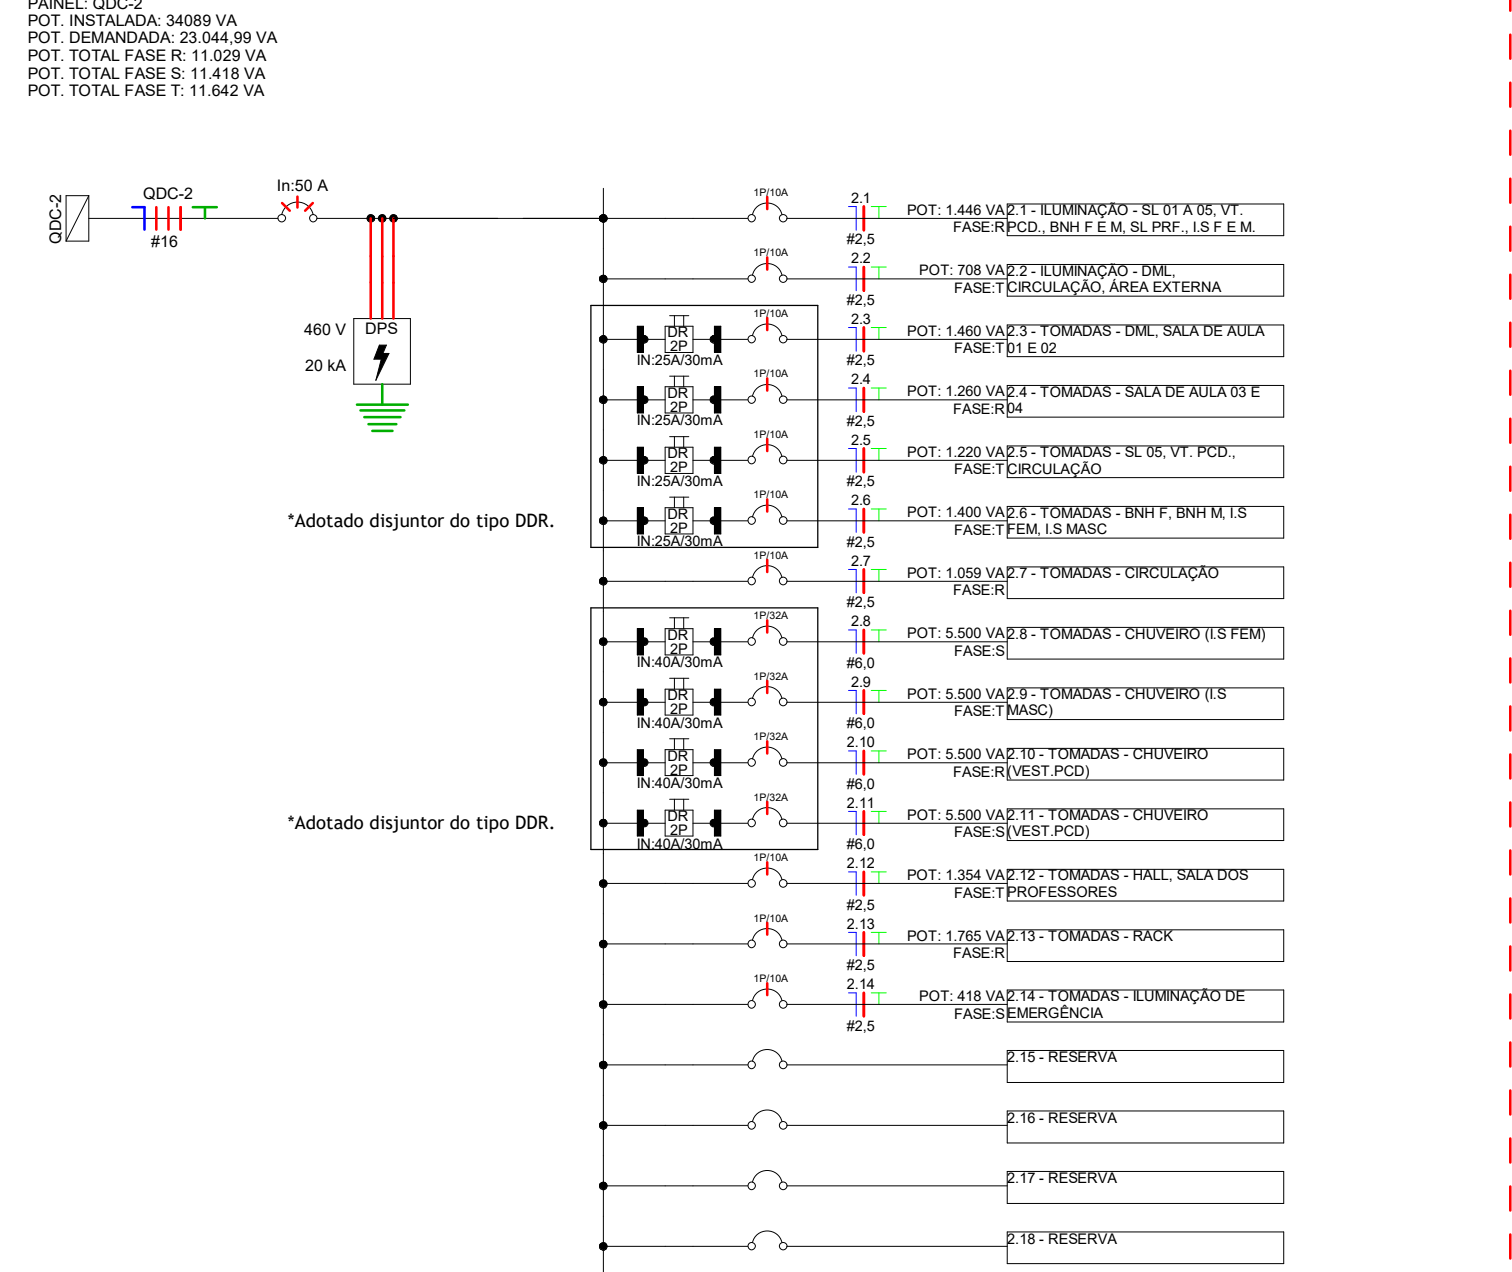 PAINEL: QDC-2
POT. INSTALADA: 34089 VA
POT. DEMANDADA: 23.044,99 VA
POT. TOTAL FASE R: 11.029 VA
POT. TOTAL FASE S: 11.418 VA
POT. TOTAL FASE T: 11.642 VA
QDC-2
QDC-2
#16
In:50 A
460 V
DPS
20 kA
1P/10A
2.1
#2,5
POT: 1.446 VA
FASE:R
2.1 - ILUMINAÇÃO - SL 01 A 05, VT.
PCD., BNH F E M, SL PRF., I.S F E M.
1P/10A
2.2
#2,5
POT: 708 VA
FASE:T
2.2 - ILUMINAÇÃO - DML,
CIRCULAÇÃO, ÁREA EXTERNA
DR
2P
IN:25A/30mA
1P/10A
2.3
#2,5
POT: 1.460 VA
FASE:T
2.3 - TOMADAS - DML, SALA DE AULA
01 E 02
DR
2P
IN:25A/30mA
1P/10A
2.4
#2,5
POT: 1.260 VA
FASE:R
2.4 - TOMADAS - SALA DE AULA 03 E
04
DR
2P
IN:25A/30mA
1P/10A
2.5
#2,5
POT: 1.220 VA
FASE:T
2.5 - TOMADAS - SL 05, VT. PCD.,
CIRCULAÇÃO
*Adotado disjuntor do tipo DDR.
DR
2P
IN:25A/30mA
1P/10A
2.6
#2,5
POT: 1.400 VA
FASE:T
2.6 - TOMADAS - BNH F, BNH M, I.S
FEM, I.S MASC
1P/10A
2.7
#2,5
POT: 1.059 VA
FASE:R
2.7 - TOMADAS - CIRCULAÇÃO
DR
2P
IN:40A/30mA
1P/32A
2.8
#6,0
POT: 5.500 VA
FASE:S
2.8 - TOMADAS - CHUVEIRO (I.S FEM)
DR
2P
IN:40A/30mA
1P/32A
2.9
#6,0
POT: 5.500 VA
FASE:T
2.9 - TOMADAS - CHUVEIRO (I.S
MASC)
DR
2P
IN:40A/30mA
1P/32A
2.10
#6,0
POT: 5.500 VA
FASE:R
2.10 - TOMADAS - CHUVEIRO
(VEST.PCD)
*Adotado disjuntor do tipo DDR.
DR
2P
IN:40A/30mA
1P/32A
2.11
#6,0
POT: 5.500 VA
FASE:S
2.11 - TOMADAS - CHUVEIRO
(VEST.PCD)
1P/10A
2.12
#2,5
POT: 1.354 VA
FASE:T
2.12 - TOMADAS - HALL, SALA DOS
PROFESSORES
1P/10A
2.13
#2,5
POT: 1.765 VA
FASE:R
2.13 - TOMADAS - RACK
1P/10A
2.14
#2,5
POT: 418 VA
FASE:S
2.14 - TOMADAS - ILUMINAÇÃO DE
EMERGÊNCIA
2.15 - RESERVA
2.16 - RESERVA
2.17 - RESERVA
2.18 - RESERVA